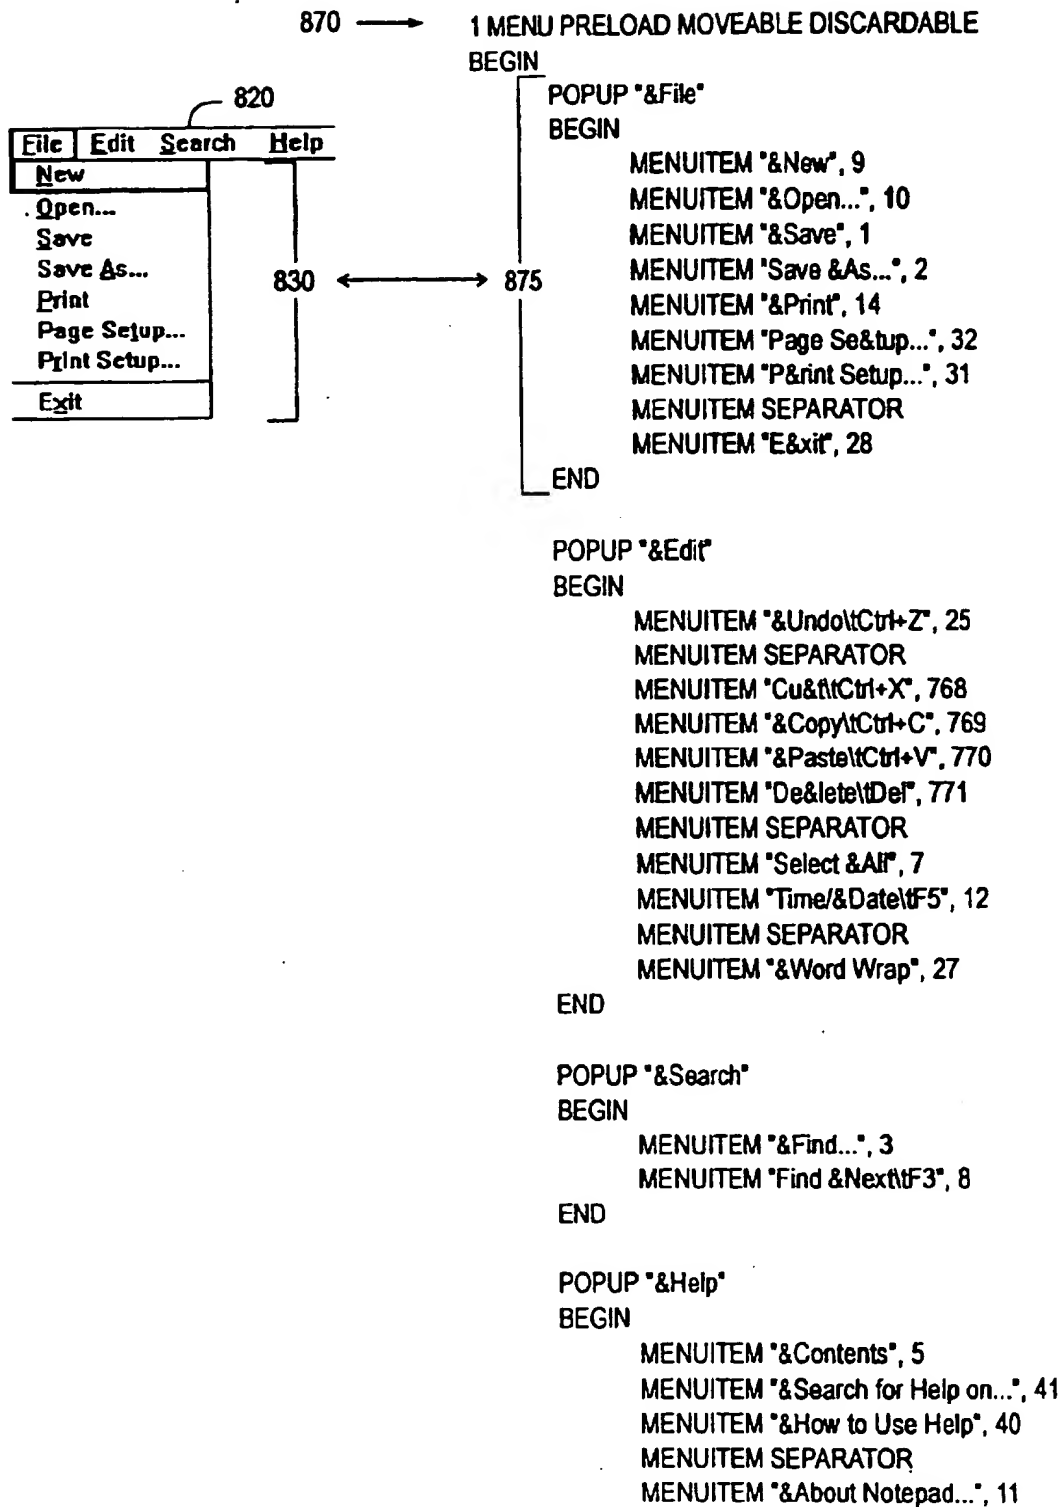 870 1 MENU PRELOAD MOVEABLE DISCARDABLE
BEGIN
820
File Edit Search Help
New
Open...
Save
Save As...
Print
Page Setup...
Print Setup...
Exit
830 875
POPUP "&File"
BEGIN
MENUITEM "&New", 9
MENUITEM "&Open...", 10
MENUITEM "&Save", 1
MENUITEM "Save &As...", 2
MENUITEM "&Print", 14
MENUITEM "Page Se&tup...", 32
MENUITEM "P&rint Setup...", 31
MENUITEM SEPARATOR
MENUITEM "E&xit", 28
END
POPUP "&Edit"
BEGIN
MENUITEM "&Undo\tCtrl+Z", 25
MENUITEM SEPARATOR
MENUITEM "Cu&t\tCtrl+X", 768
MENUITEM "&Copy\tCtrl+C", 769
MENUITEM "&Paste\tCtrl+V", 770
MENUITEM "De&lete\tDel", 771
MENUITEM SEPARATOR
MENUITEM "Select &All", 7
MENUITEM "Time/&Date\tF5", 12
MENUITEM SEPARATOR
MENUITEM "&Word Wrap", 27
END
POPUP "&Search"
BEGIN
MENUITEM "&Find...", 3
MENUITEM "Find &Next\tF3", 8
END
POPUP "&Help"
BEGIN
MENUITEM "&Contents", 5
MENUITEM "&Search for Help on...", 41
MENUITEM "&How to Use Help", 40
MENUITEM SEPARATOR
MENUITEM "&About Notepad...", 11